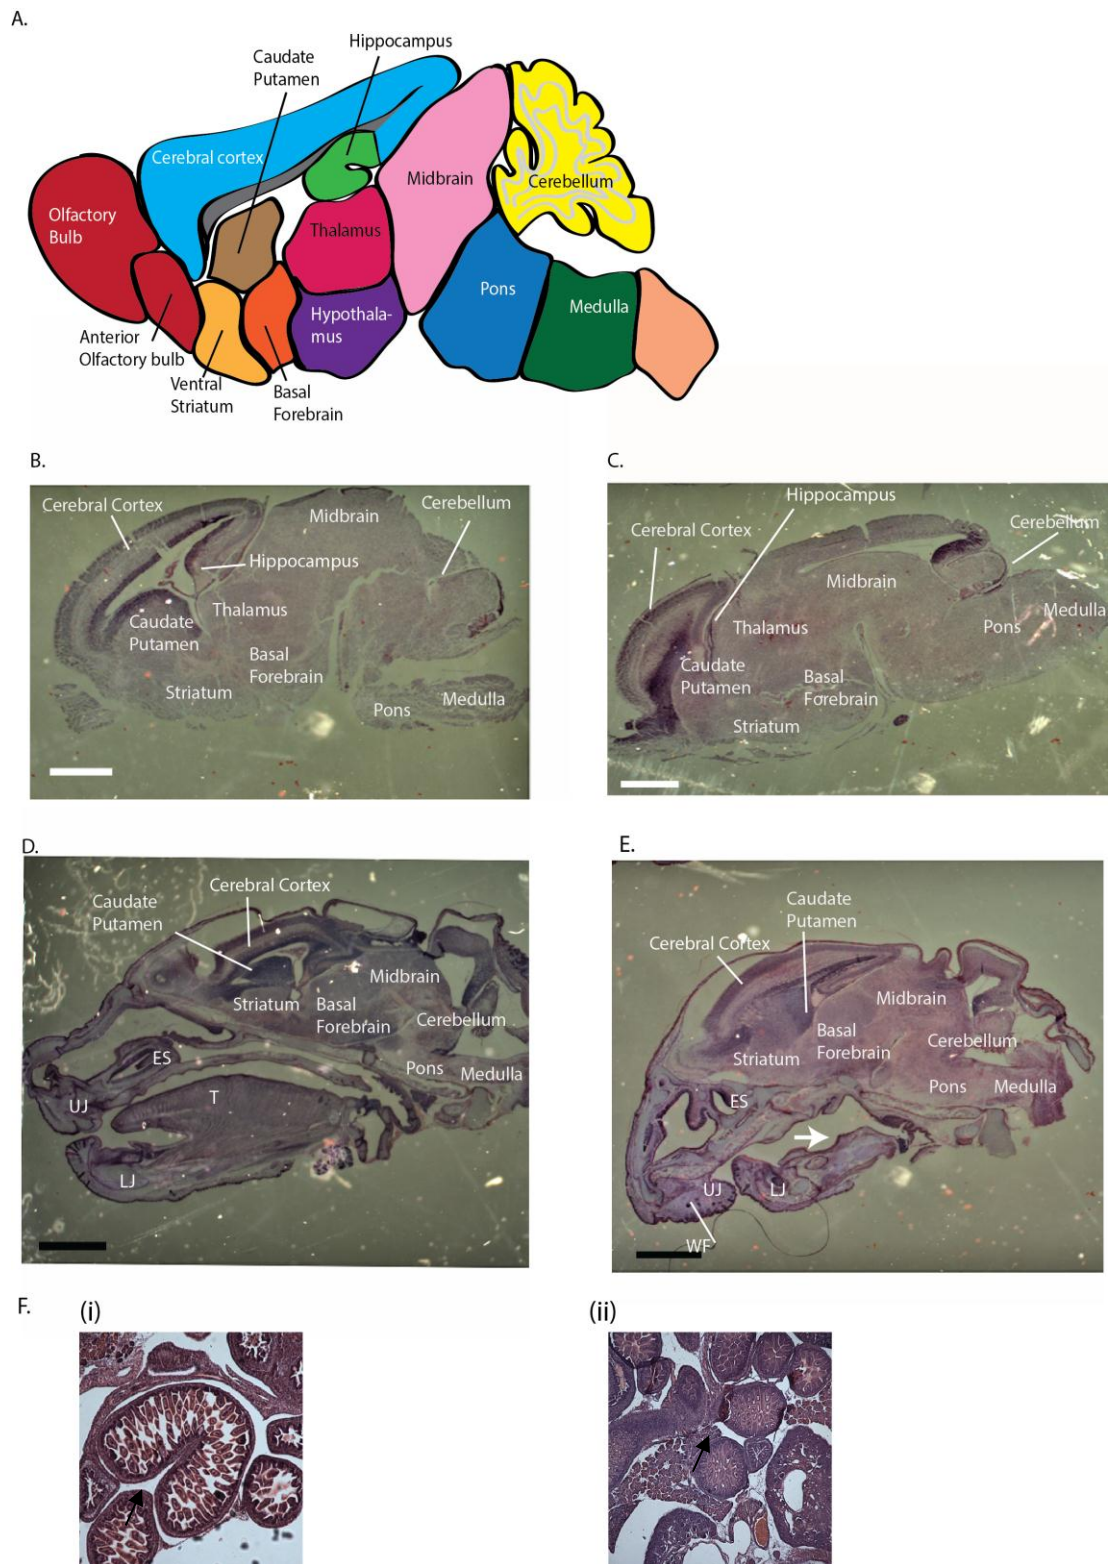 A.
Hippocampus
Caudate
Putamen
Cerebral cortex
Midbrain
Cerebellum
Olfactory
Bulb
Thalamus
Pons
Medulla
Hypothala-
mus
Anterior
Olfactory bulb
Ventral
Striatum
Basal
Forebrain
B.
Cerebral Cortex
Midbrain
Cerebellum
Hippocampus
Thalamus
Caudate
Putamen
Basal
Forebrain
Striatum
Pons
Medulla
C.
Hippocampus
Cerebral Cortex
Cerebellum
Midbrain
Thalamus
Pons
Medulla
Caudate
Putamen
Basal
Forebrain
Striatum
D.
Cerebral Cortex
Caudate
Putamen
Midbrain
Striatum
Basal
Forebrain
Cerebellum
ES
Pons
Medulla
T
UJ
LJ
E.
Caudate
Putamen
Cerebral Cortex
Midbrain
Basal
Forebrain
Cerebellum
Striatum
Pons
Medulla
ES
UJ
LJ
WF
F.
(i)
(ii)